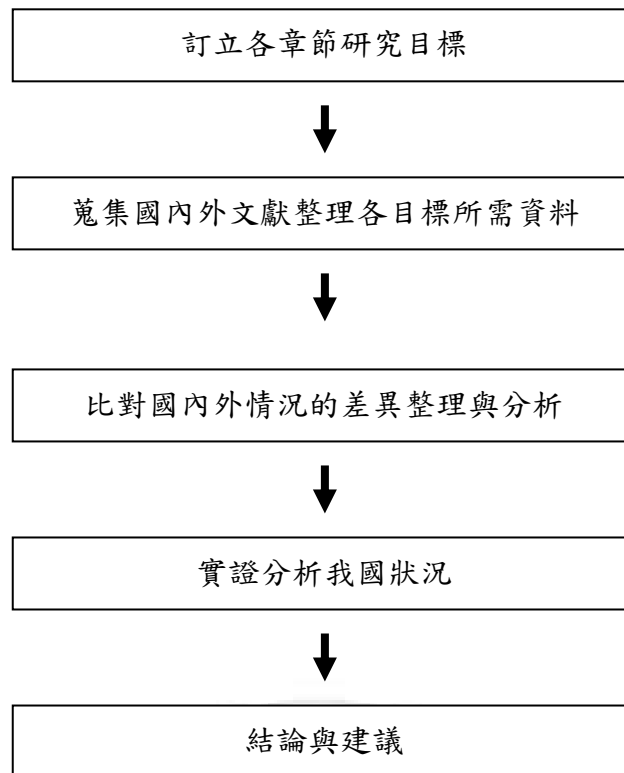 訂立各章節研究目標
蒐集國內外文獻整理各目標所需資料
比對國內外情況的差異整理與分析
實證分析我國狀況
結論與建議